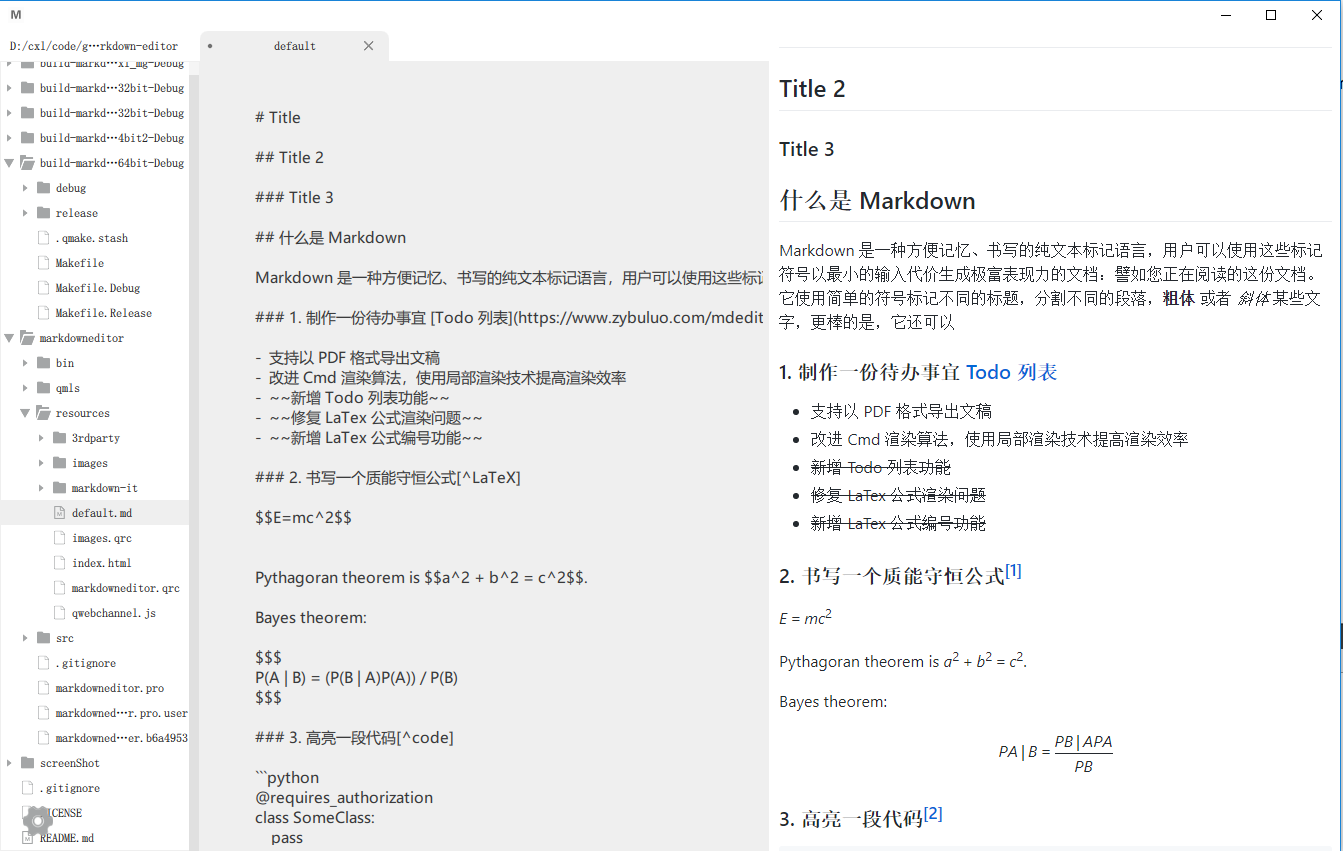 M
D:/cxl/code/g…rkdown-editor
build-markd…xl_mg-Debug
build-markd…32bit-Debug
build-markd…32bit-Debug
build-markd…4bit2-Debug
build-markd…64bit-Debug
debug
release
.qmake.stash
Makefile
Makefile.Debug
Makefile.Release
markdowneditor
bin
qmls
resources
3rdparty
images
markdown-it
default.md
images.qrc
index.html
markdowneditor.qrc
qwebchannel.js
src
.gitignore
markdowneditor.pro
markdowned…r.pro.user
markdowned…er.b6a4953
screenShot
.gitignore
ICENSE
README.md
default
# Title
## Title 2
### Title 3
## 什么是 Markdown
Markdown 是一种方便记忆、书写的纯文本标记语言，用户可以使用这些标
### 1. 制作一份待办事宜 [Todo 列表](https://www.zybuluo.com/mdedit
- 支持以 PDF 格式导出文稿
- 改进 Cmd 渲染算法，使用局部渲染技术提高渲染效率
- ~~新增 Todo 列表功能~~
- ~~修复 LaTex 公式渲染问题~~
- ~~新增 LaTex 公式编号功能~~
### 2. 书写一个质能守恒公式[^LaTeX]
$$E=mc^2$$
Pythagoran theorem is $$a^2 + b^2 = c^2$$.
Bayes theorem:
$$$
P(A | B) = (P(B | A)P(A)) / P(B)
$$$
### 3. 高亮一段代码[^code]
```python
@requires_authorization
class SomeClass:
pass
Title 2
Title 3
什么是 Markdown
Markdown 是一种方便记忆、书写的纯文本标记语言，用户可以使用这些标记
符号以最小的输入代价生成极富表现力的文档：譬如您正在阅读的这份文档。
它使用简单的符号标记不同的标题，分割不同的段落，粗体 或者 斜体 某些文
字，更棒的是，它还可以
1. 制作一份待办事宜 Todo 列表
• 支持以 PDF 格式导出文稿
• 改进 Cmd 渲染算法，使用局部渲染技术提高渲染效率
• 新增 Todo 列表功能
• 修复 LaTex 公式渲染问题
• 新增 LaTex 公式编号功能
2. 书写一个质能守恒公式[1]
E = mc²
Pythagoran theorem is a² + b² = c².
Bayes theorem:
PB | APA
PA | B =
PB
3. 高亮一段代码[2]